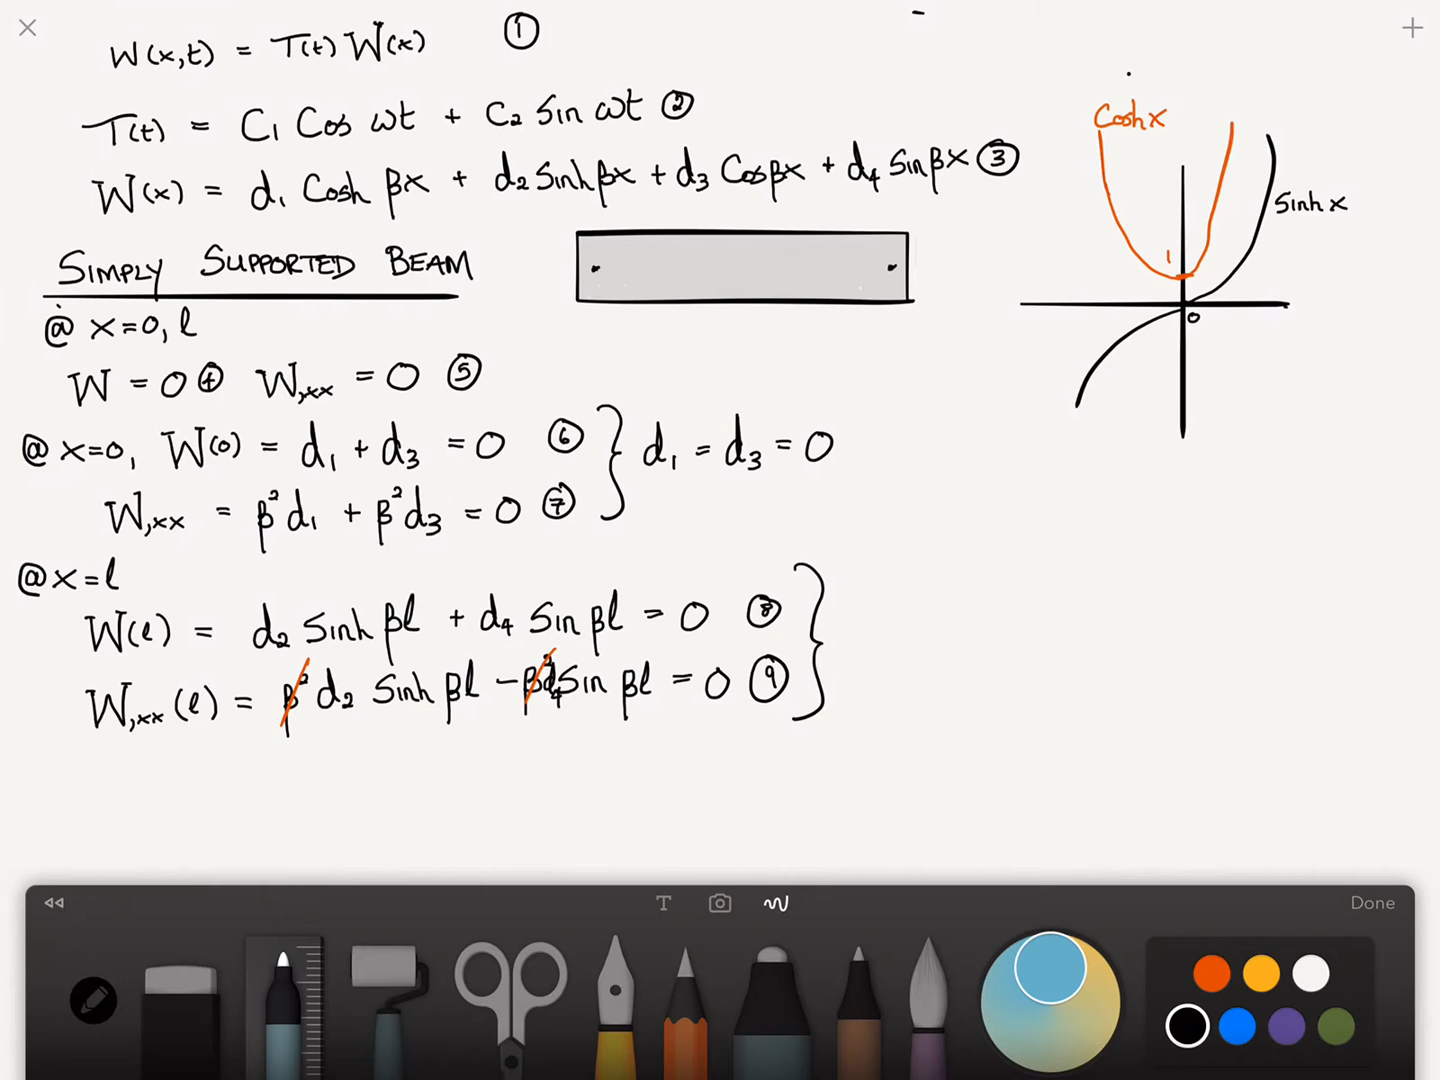 W(x,t) = T(t) W(x) ①
T(t) = C₁ Cos ωt + C₂ Sin ωt ②
W(x) = d₁ Cosh βx + d₂ Sinh βx + d₃ Cos βx + d₄ Sin βx ③
Cosh x
Sinh x
1
0
SIMPLY SUPPORTED BEAM
@ x=0, l
W = 0 ④ W,xx = 0 ⑤
@ x=0, W(0) = d₁ + d₃ = 0 ⑥ } d₁ = d₃ = 0
W,xx = β²d₁ + β²d₃ = 0 ⑦
@ x=l
W(l) = d₂ Sinh βl + d₄ Sin βl = 0 ⑧ }
W,xx (l) = β² d₂ Sinh βl - β²d₄ Sin βl = 0 ⑨
T
Done